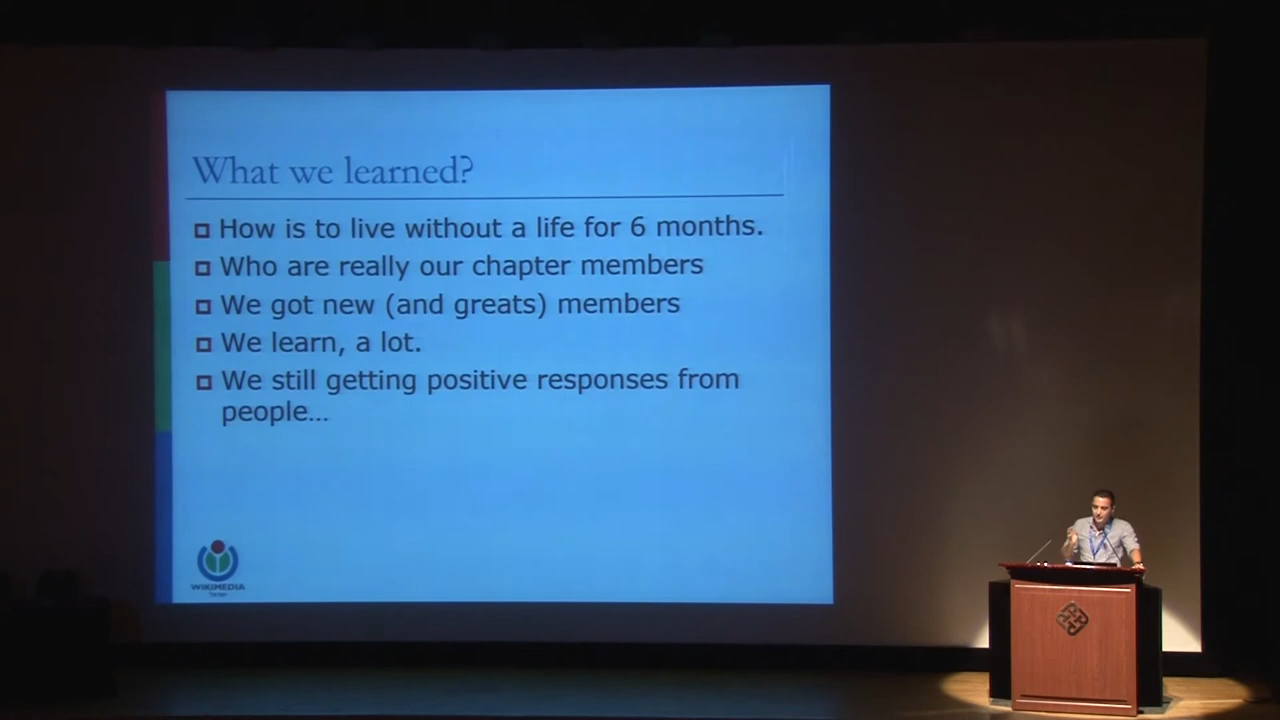 What we learned?
How is to live without a life for 6 months.
Who are really our chapter members
We got new (and greats) members
We learn, a lot.
We still getting positive responses from
people...
WIKIMEDIA